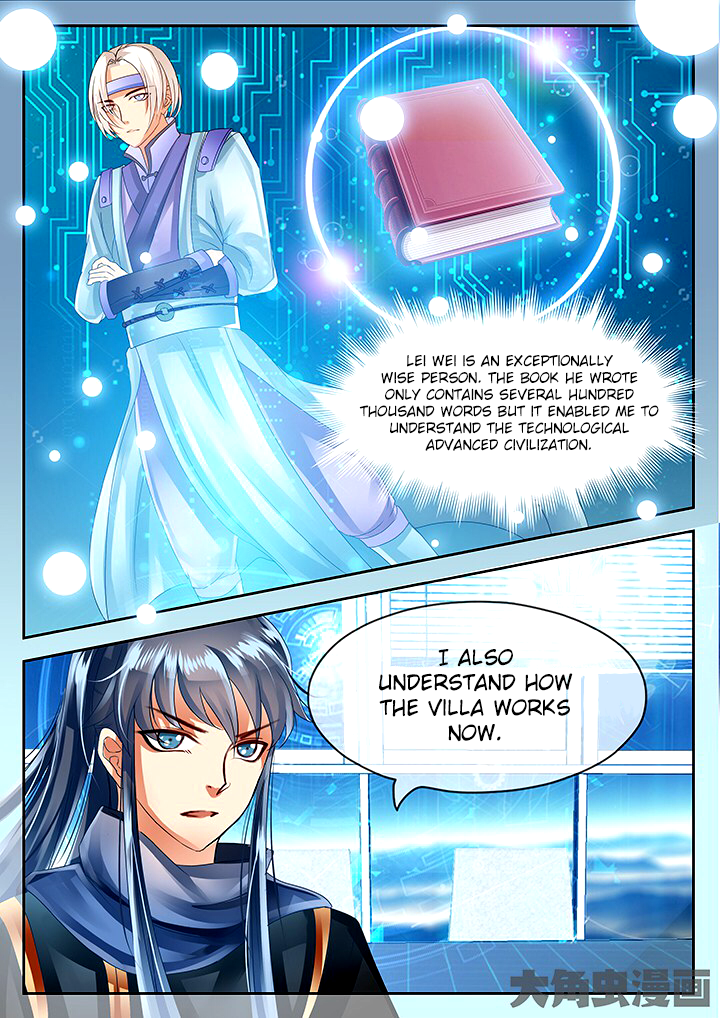 LEI WEI IS AN EXCEPTIONALLY
WISE PERSON. THE BOOK HE WROTE
ONLY CONTAINS SEVERAL HUNDRED
THOUSAND WORDS BUT IT ENABLED ME TO
UNDERSTAND THE TECHNOLOGICAL
ADVANCED CIVILIZATION.
I ALSO
UNDERSTAND HOW
THE VILLA WORKS
NOW.
大角虫漫画